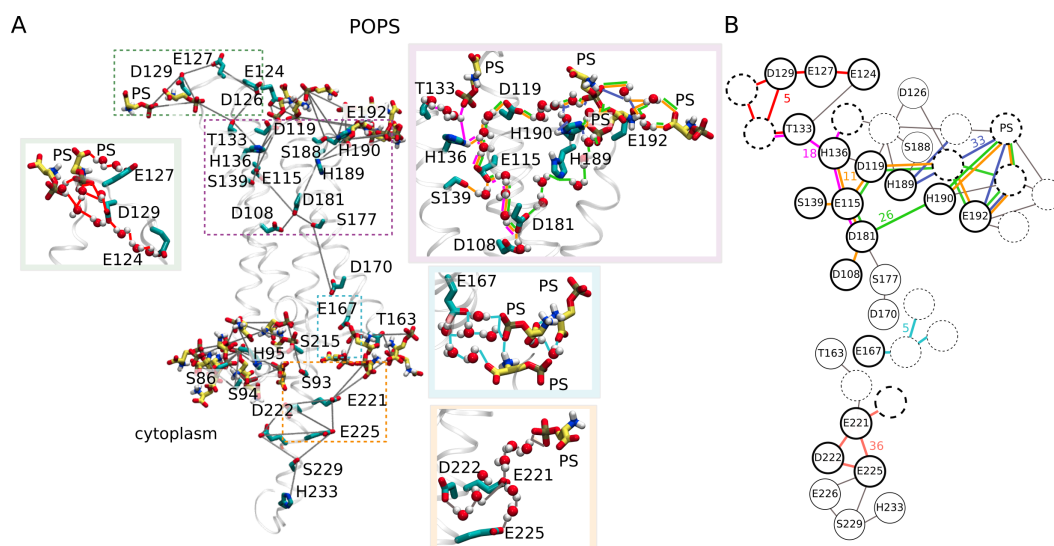 A
POPS
B
E127
D129
PS
E124
D126
T133
D119
E192
H136
S188
H190
S139
E115
H189
D108
D181
S177
D170
E167
T163
S215
H95
S86
S94
S93
D222
E221
cytoplasm
E225
S229
H233
PS
PS
E127
D129
E124
PS
PS
T133
D119
PS
H190
H136
E192
E115
H189
S139
D181
D108
E167
PS
PS
PS
D222
E221
PS
E225
D129
E127
E124
5
D126
T133
PS
S188
33
18
H136
D119
11
H189
H190
S139
E115
26
E192
D181
D108
S177
D170
5
T163
E167
E221
36
D222
E225
E226
H233
S229